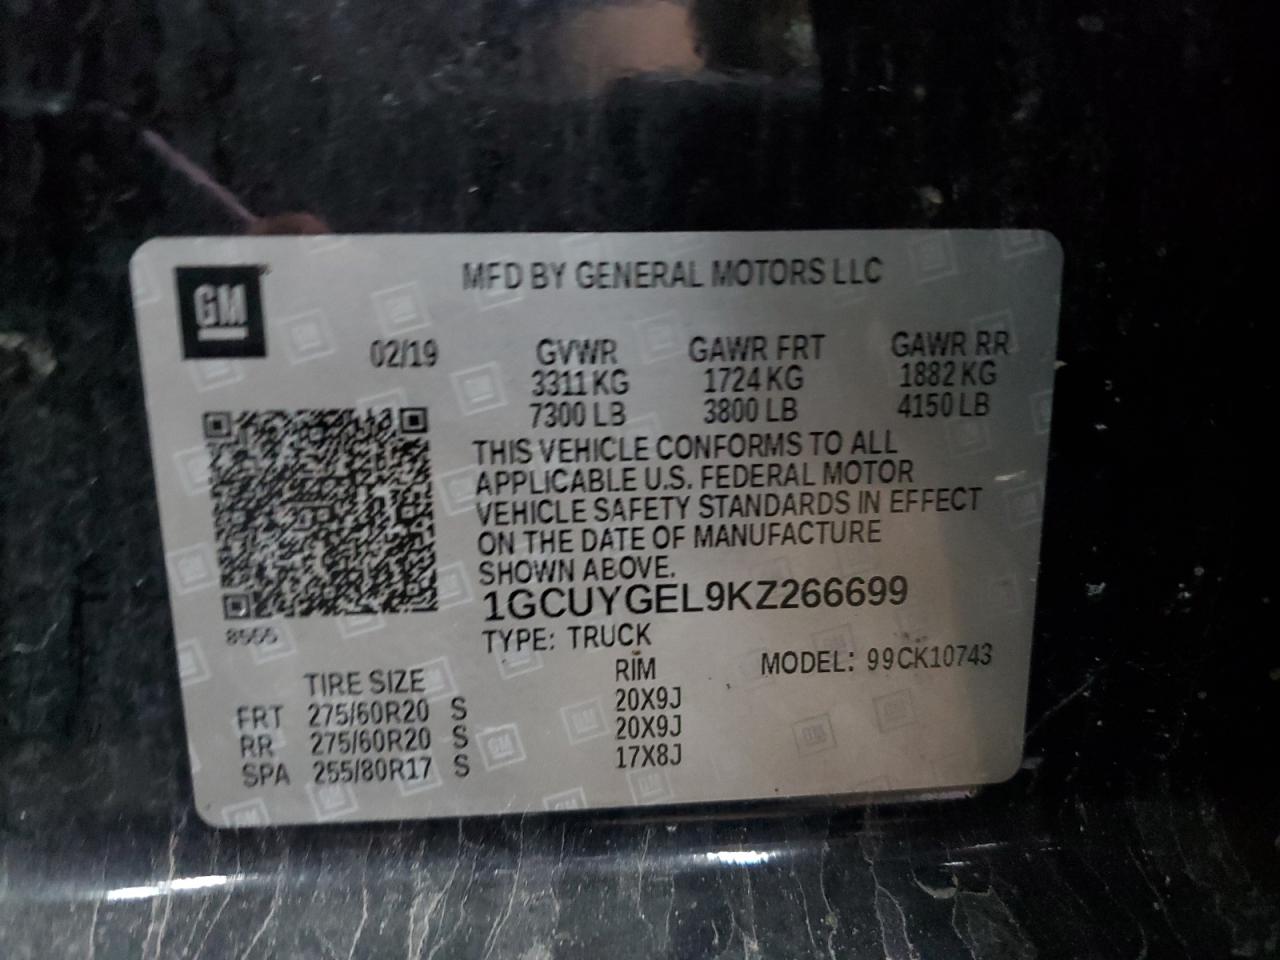 GM
MFD BY GENERAL MOTORS LLC
02/19 GVWR GAWR FRT GAWR RR
3311 KG 1724 KG 1882 KG
7300 LB 3800 LB 4150 LB
THIS VEHICLE CONFORMS TO ALL
APPLICABLE U.S. FEDERAL MOTOR
VEHICLE SAFETY STANDARDS IN EFFECT
ON THE DATE OF MANUFACTURE
SHOWN ABOVE.
1GCUYGEL9KZ266699
TYPE: TRUCK
MODEL: 99CK10743
TIRE SIZE RIM
FRT 275/60R20 S 20X9J
RR 275/60R20 S 20X9J
SPA 255/80R17 S 17X8J